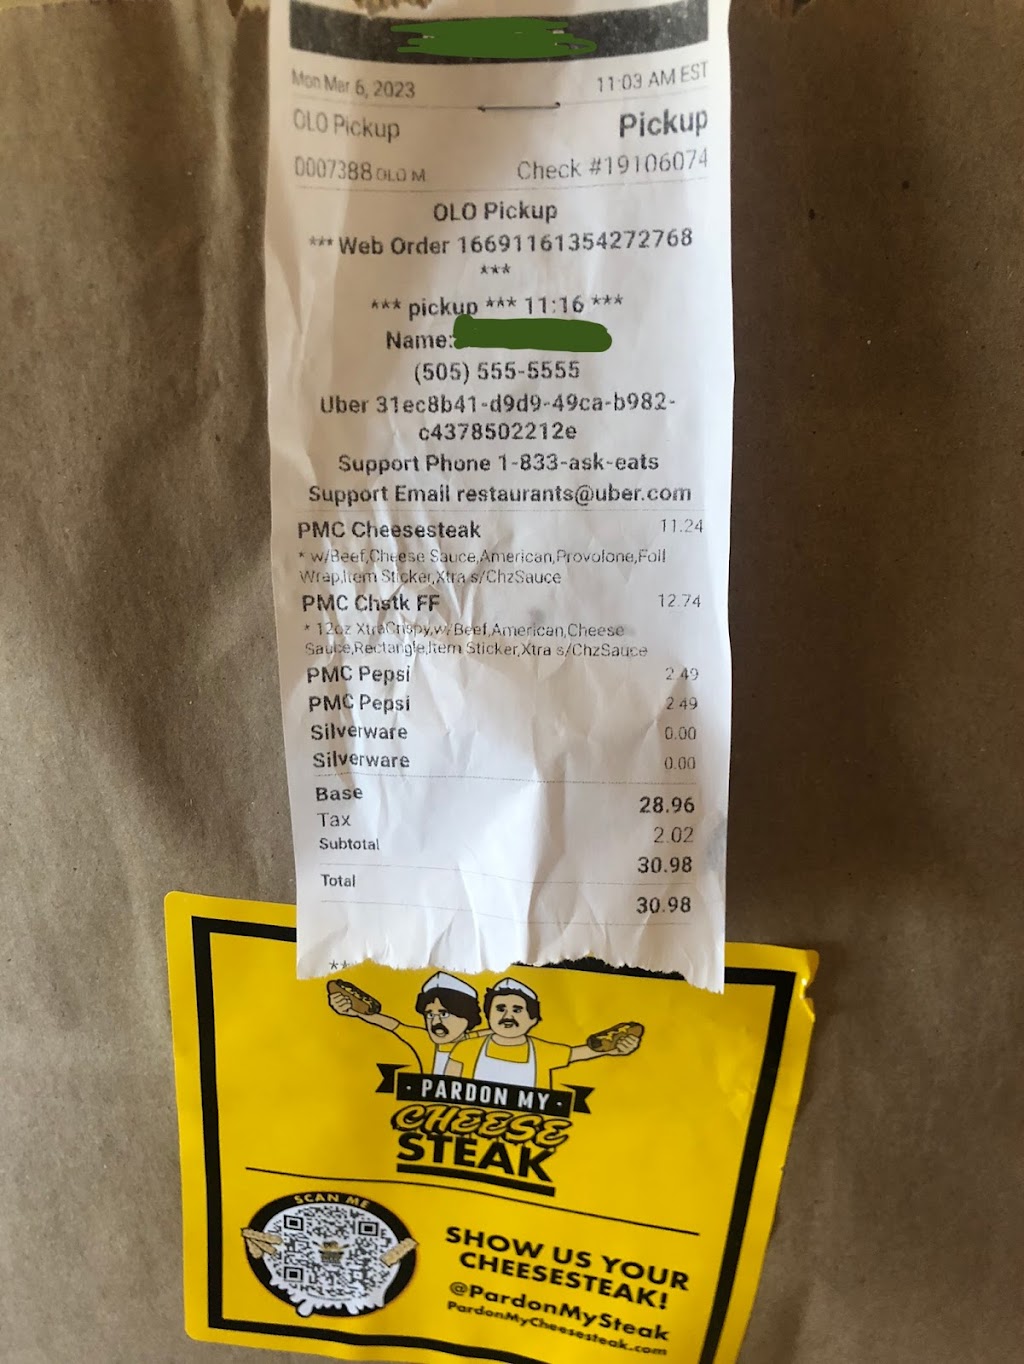 Mon Mar 6, 2023 11:03 AM EST
OLO Pickup Pickup
0007388 OLO M Check #19106074
OLO Pickup
*** Web Order 16691161354272768
***
*** pickup *** 11:16 ***
Name:
(505) 555-5555
Uber 31ec8b41-d9d9-49ca-b982-
c4378502212e
Support Phone 1-833-ask-eats
Support Email restaurants@uber.com
PMC Cheesesteak 11.24
* w/Beef,Cheese Sauce,American,Provolone,Foil
Wrap,Item Sticker,Xtra s/ChzSauce
PMC Chstk FF 12.74
* 12oz XtraCrispy,w/Beef,American,Cheese
Sauce,Rectangle,Item Sticker,Xtra s/ChzSauce
PMC Pepsi 2.49
PMC Pepsi 2.49
Silverware 0.00
Silverware 0.00
Base 28.96
Tax 2.02
Subtotal 30.98
Total 30.98
**
· PARDON MY ·
CHEESE
STEAK
SCAN ME
SHOW US YOUR
CHEESESTEAK!
@PardonMySteak
PardonMyCheesesteak.com